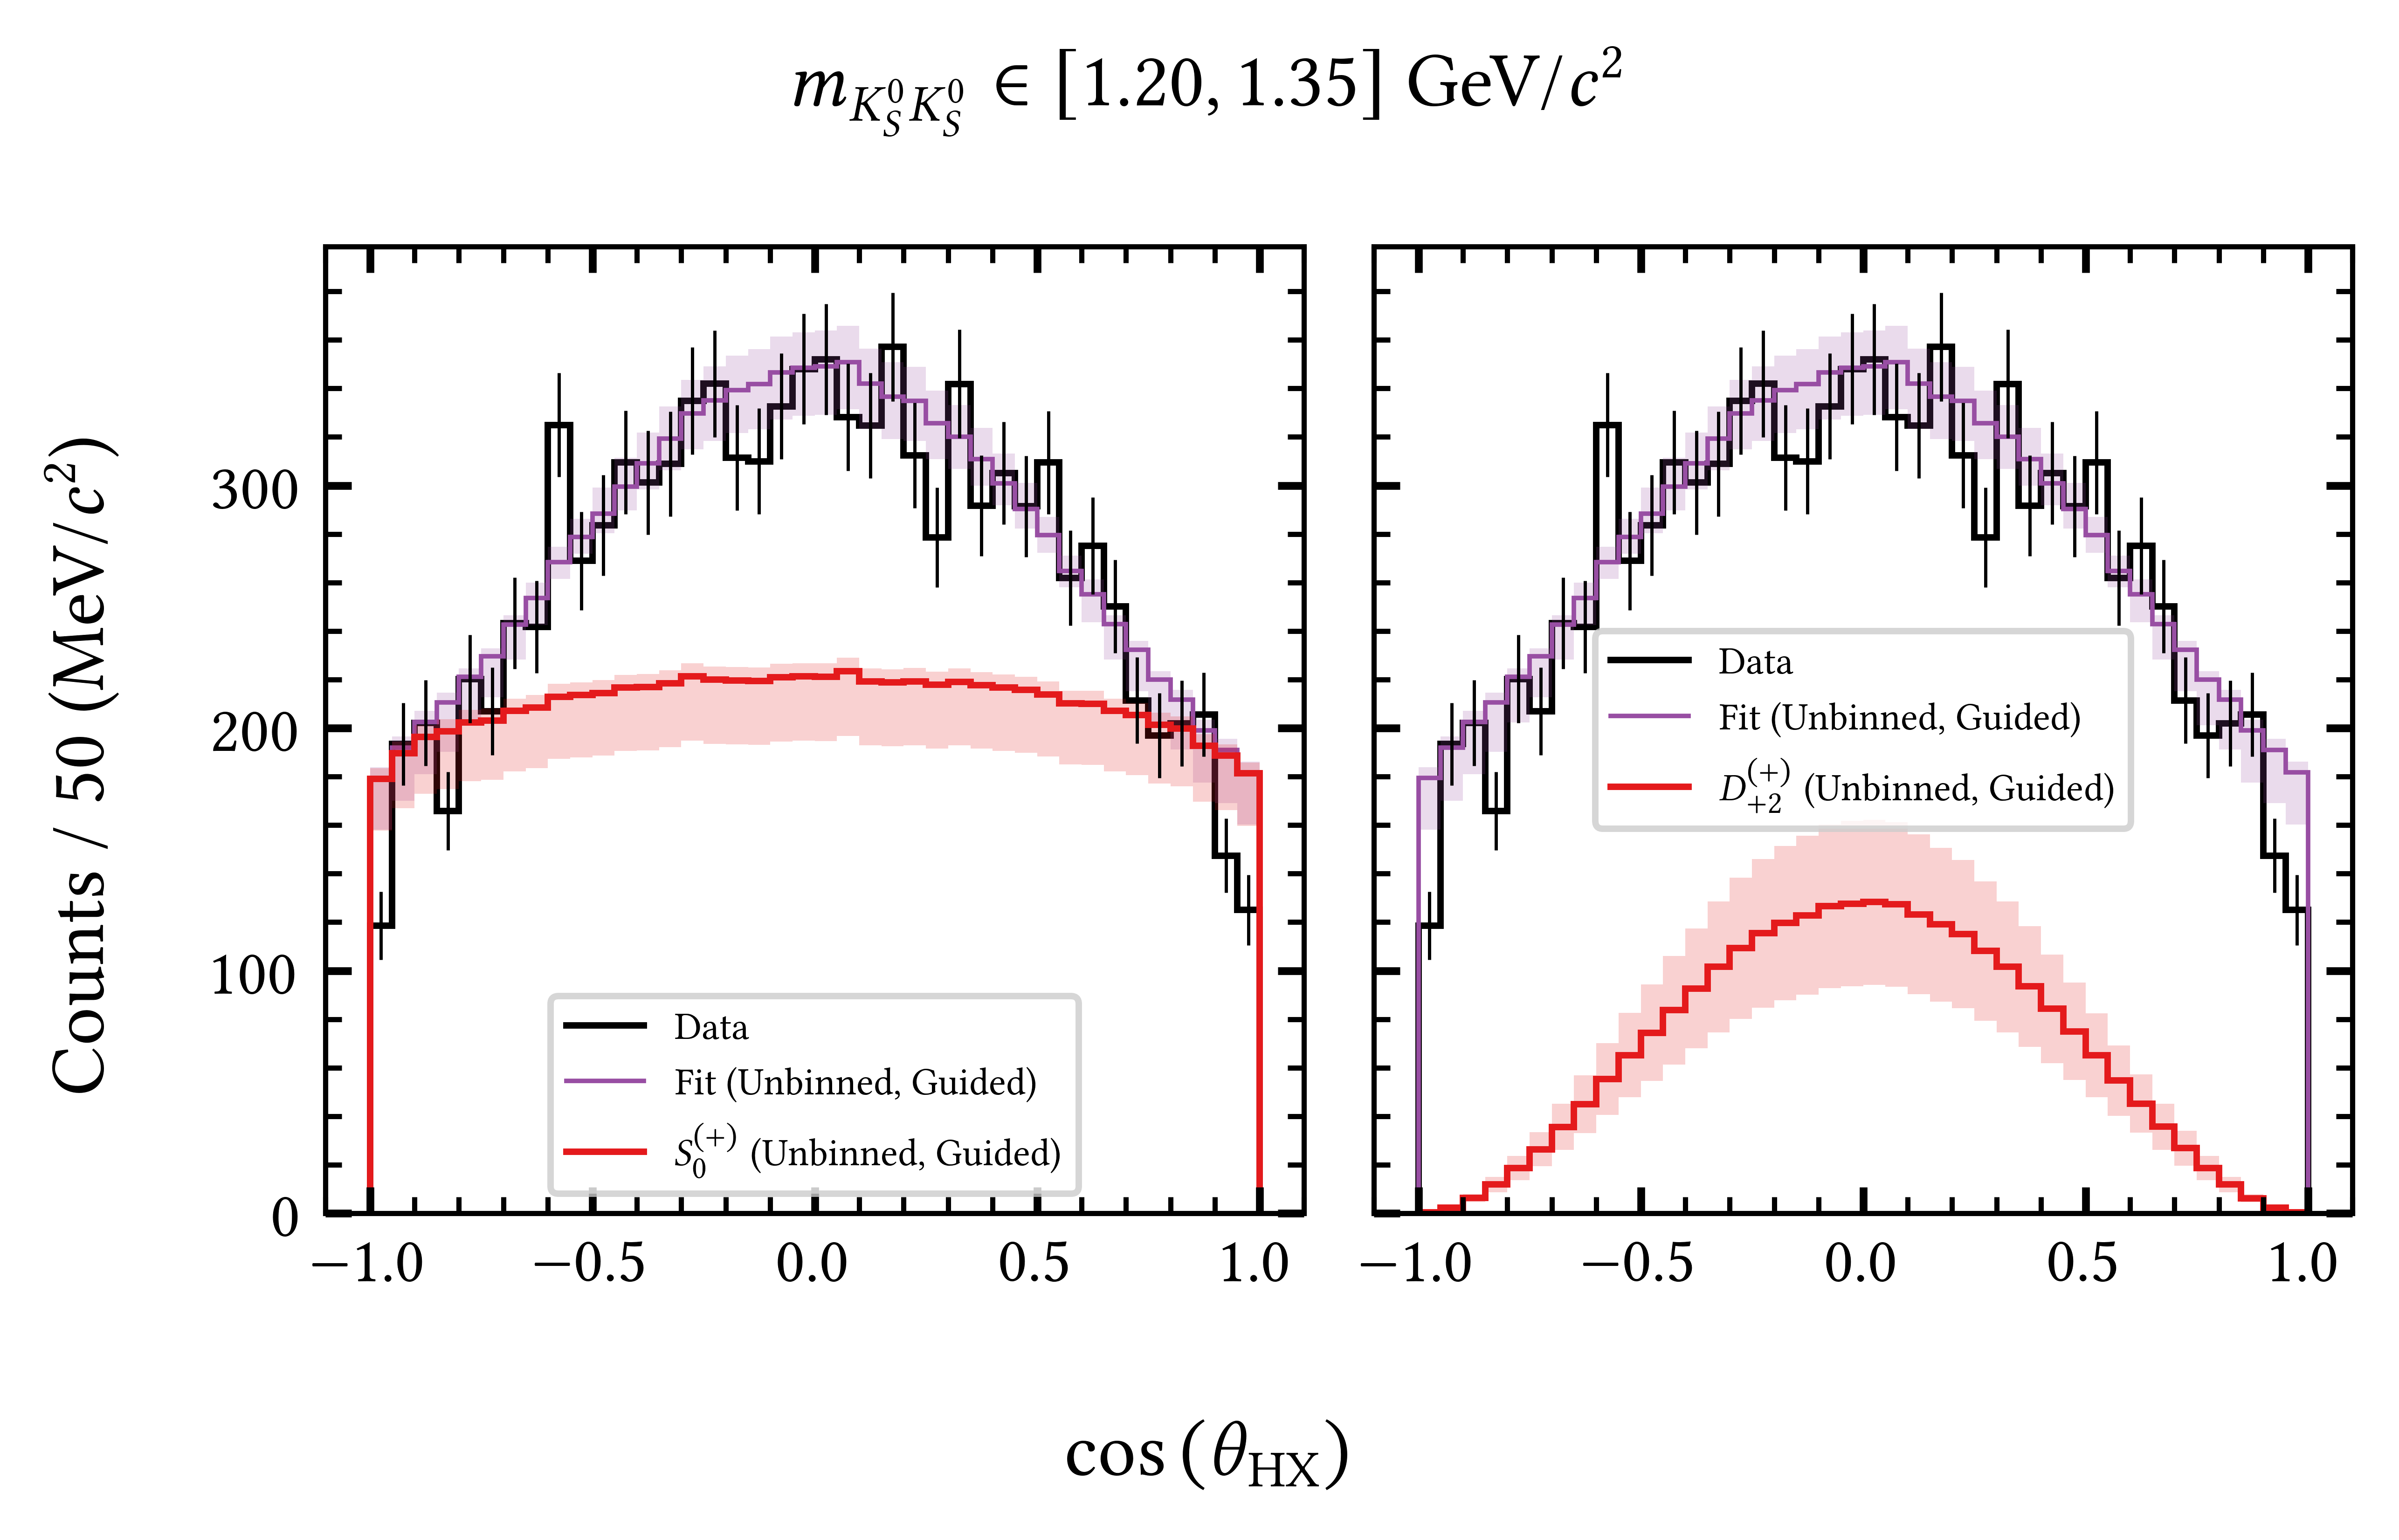 m_{K_S^0 K_S^0} ∈ [1.20, 1.35] GeV/c²
Counts / 50 (MeV/c²)
300
200
100
0
Data
Fit (Unbinned, Guided)
S_0^{(+)} (Unbinned, Guided)
−1.0 −0.5 0.0 0.5 1.0
Data
Fit (Unbinned, Guided)
D_{+2}^{(+)} (Unbinned, Guided)
−1.0 −0.5 0.0 0.5 1.0
cos (θ_{HX})